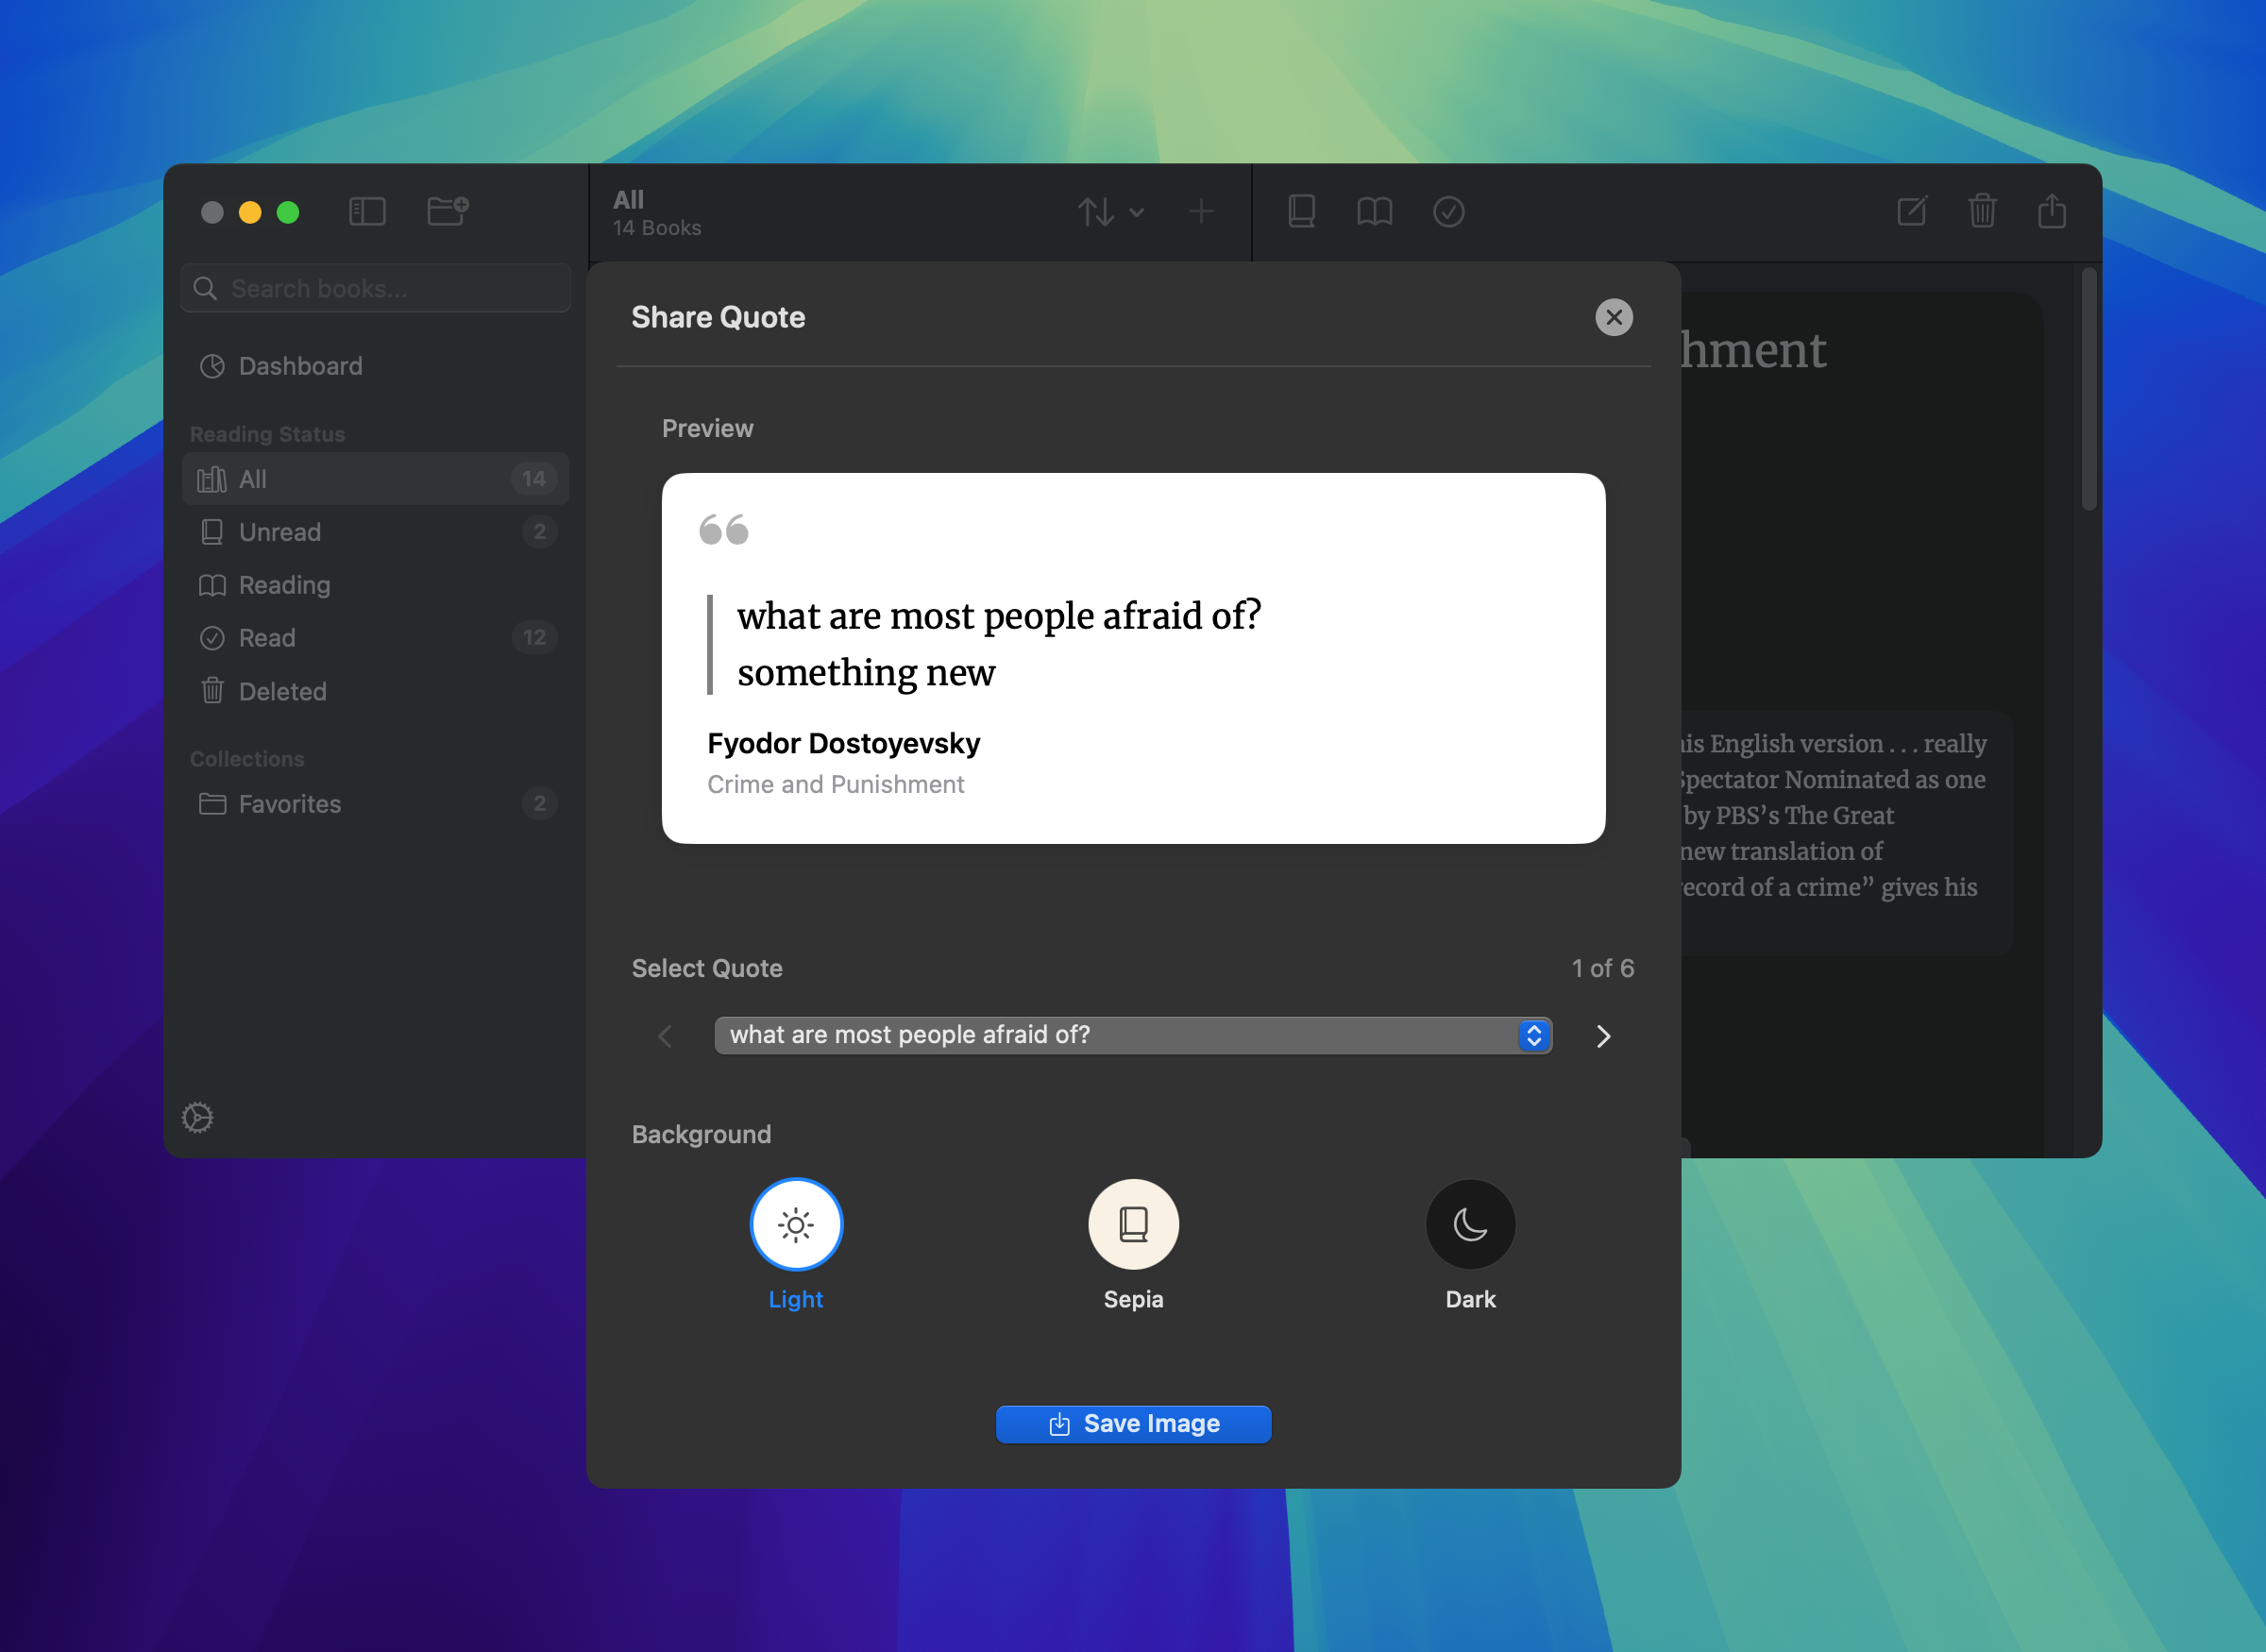 All
14 Books
Search books...
Dashboard
Reading Status
All 14
Unread 2
Reading
Read 12
Deleted
Collections
Favorites 2
Share Quote
Preview
what are most people afraid of?
something new
Fyodor Dostoyevsky
Crime and Punishment
Select Quote 1 of 6
what are most people afraid of?
Background
Light Sepia Dark
Save Image
hment
his English version . . . really
Spectator Nominated as one
by PBS’s The Great
new translation of
record of a crime” gives his